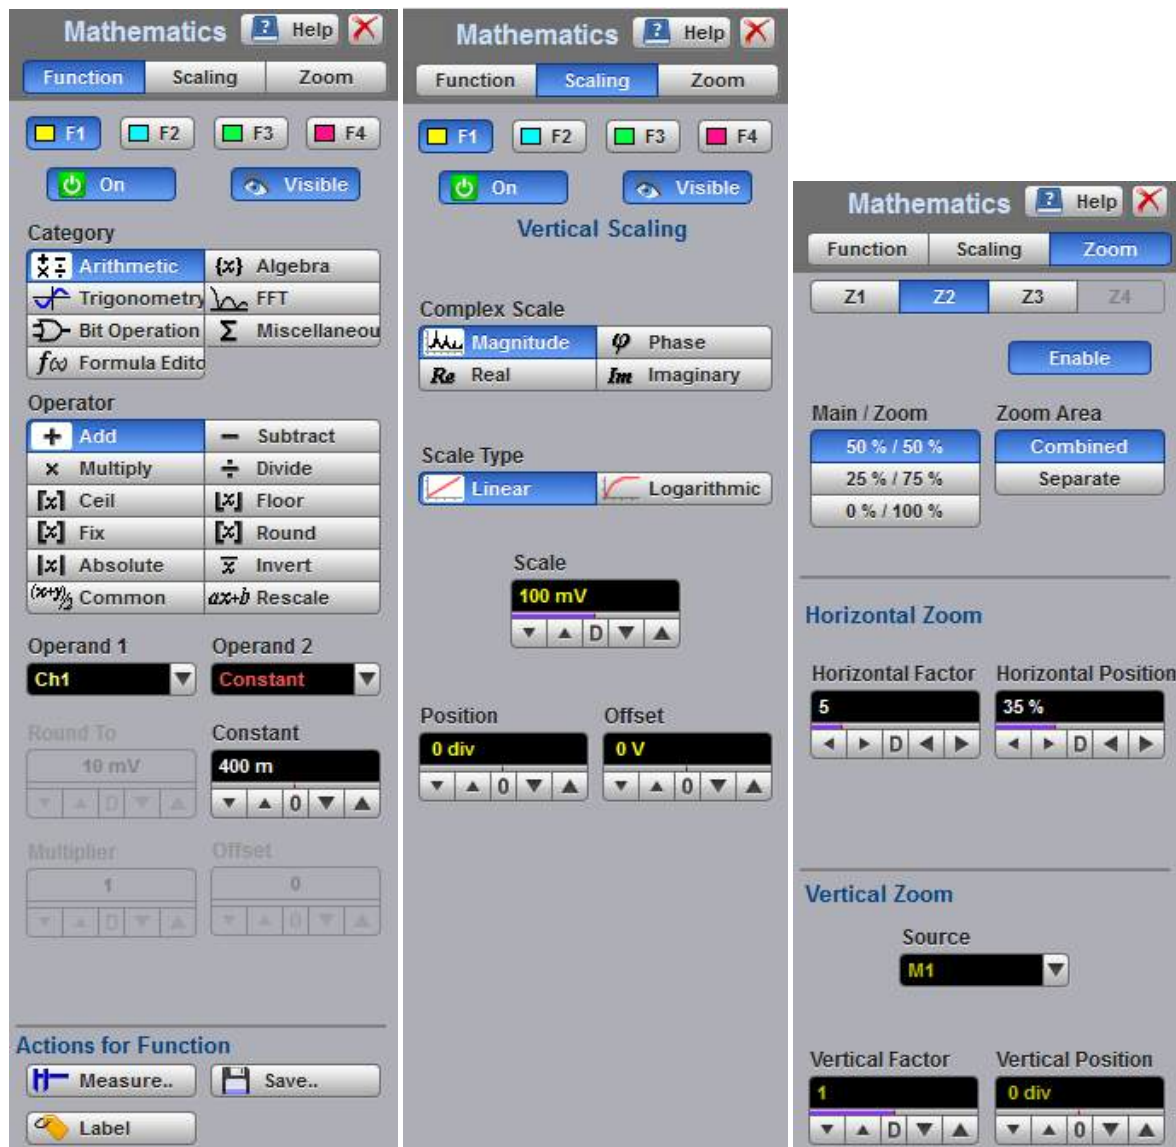 Mathematics Help
Function Scaling Zoom
F1 F2 F3 F4
On Visible
Category
Arithmetic {x} Algebra
Trigonometry FFT
Bit Operation Σ Miscellaneou
f(x) Formula Edito
Operator
+ Add − Subtract
× Multiply ÷ Divide
⌈x⌉ Ceil ⌊x⌋ Floor
[x] Fix [x] Round
|x| Absolute x̅ Invert
(x+y)/2 Common ax+b Rescale
Operand 1 Operand 2
Ch1 Constant
Round To Constant
10 mV 400 m
D 0
Multiplier Offset
1 0
D 0
Actions for Function
Measure.. Save..
Label
Mathematics Help
Function Scaling Zoom
F1 F2 F3 F4
On Visible
Vertical Scaling
Complex Scale
Magnitude φ Phase
Re Real Im Imaginary
Scale Type
Linear Logarithmic
Scale
100 mV
D
Position Offset
0 div 0 V
0 0
Mathematics Help
Function Scaling Zoom
Z1 Z2 Z3 Z4
Enable
Main / Zoom Zoom Area
50 % / 50 % Combined
25 % / 75 % Separate
0 % / 100 %
Horizontal Zoom
Horizontal Factor Horizontal Position
5 35 %
D D
Vertical Zoom
Source
M1
Vertical Factor Vertical Position
1 0 div
D 0